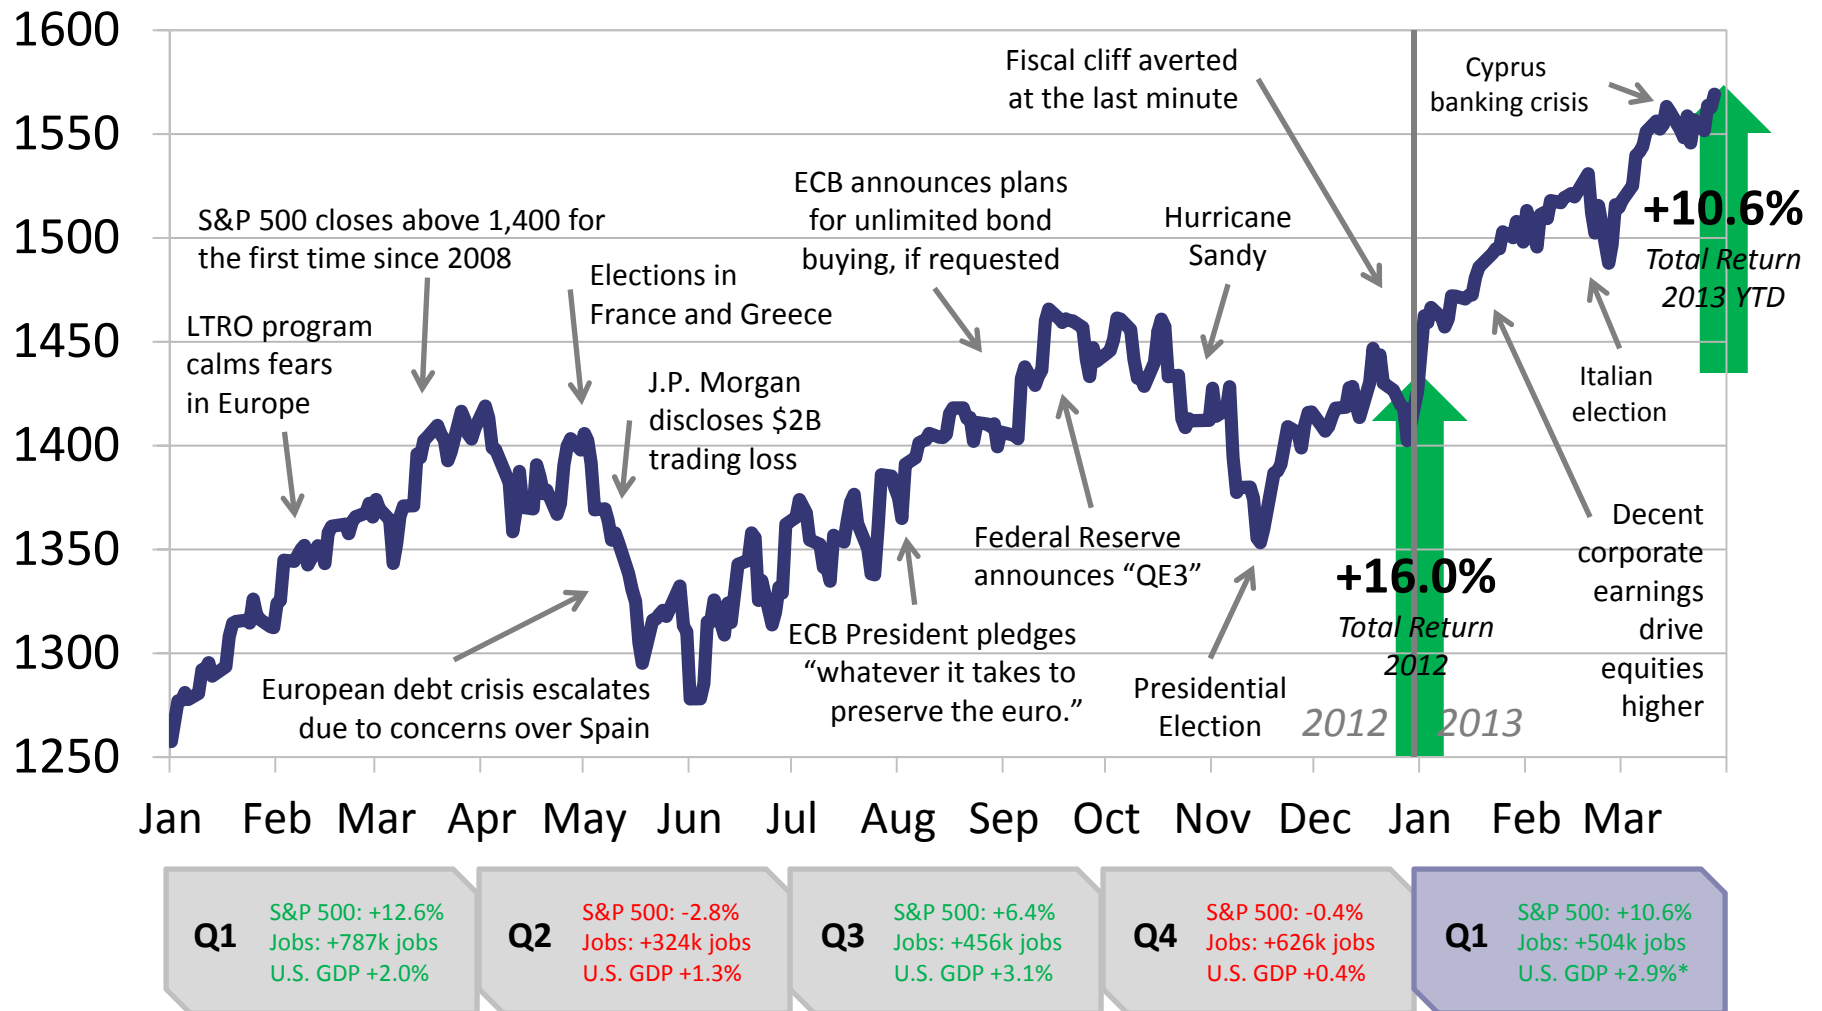 1600
1550
1500
1450
1400
1350
1300
1250
S&P 500 closes above 1,400 for
the first time since 2008
LTRO program
calms fears
in Europe
Elections in
France and Greece
J.P. Morgan
discloses $2B
trading loss
European debt crisis escalates
due to concerns over Spain
ECB announces plans
for unlimited bond
buying, if requested
ECB President pledges
“whatever it takes to
preserve the euro.”
Federal Reserve
announces “QE3”
Hurricane
Sandy
Presidential
Election
Fiscal cliff averted
at the last minute
+16.0%
Total Return
2012
2012
2013
Decent
corporate
earnings
drive
equities
higher
Italian
election
Cyprus
banking crisis
+10.6%
Total Return
2013 YTD
Jan Feb Mar Apr May Jun Jul Aug Sep Oct Nov Dec Jan Feb Mar
Q1
S&P 500: +12.6%
Jobs: +787k jobs
U.S. GDP +2.0%
Q2
S&P 500: -2.8%
Jobs: +324k jobs
U.S. GDP +1.3%
Q3
S&P 500: +6.4%
Jobs: +456k jobs
U.S. GDP +3.1%
Q4
S&P 500: -0.4%
Jobs: +626k jobs
U.S. GDP +0.4%
Q1
S&P 500: +10.6%
Jobs: +504k jobs
U.S. GDP +2.9%*